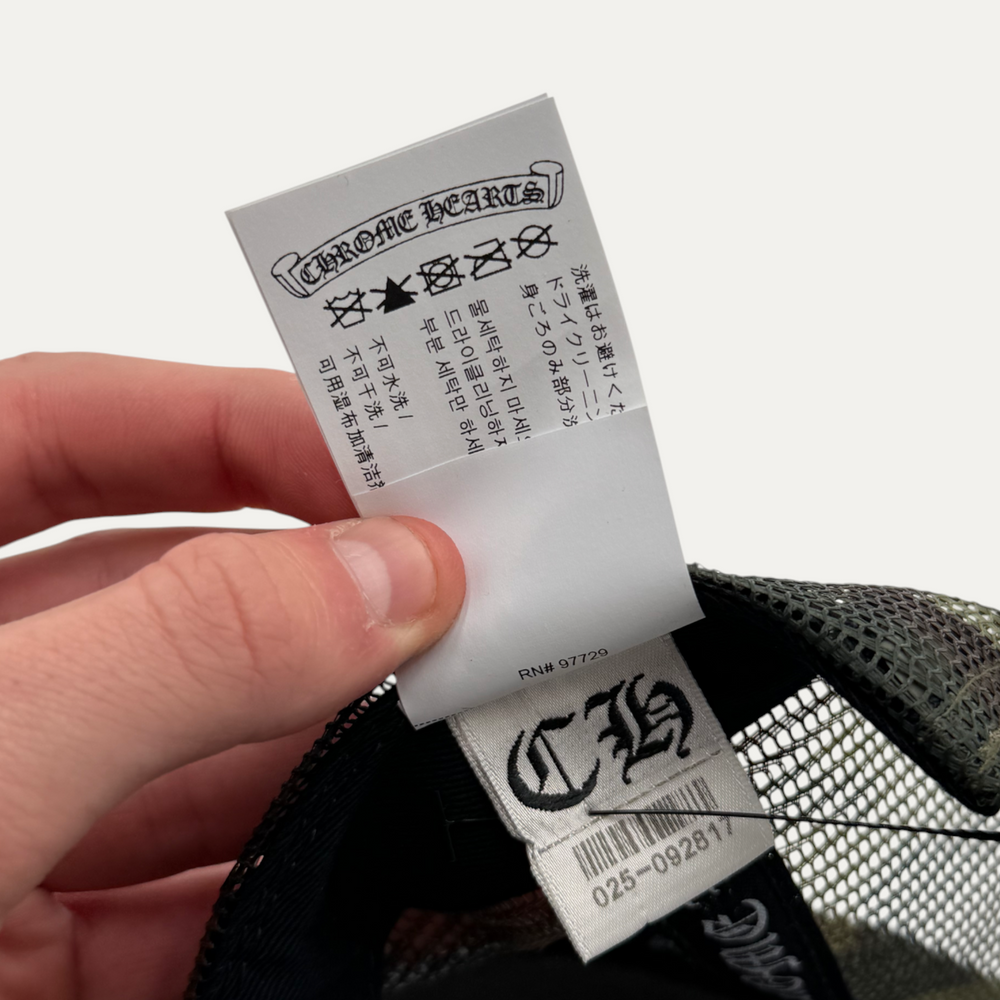 CHROME HEARTS
洗濯はお避けくだ
ドライクリーニン
身ごろのみ部分洗
물세탁하지 마세
드라이클리닝하지
부분 세탁만 하세
不可水洗 /
不可干洗 /
可用湿布加清洁剂
RN# 97729
CH
025-092817